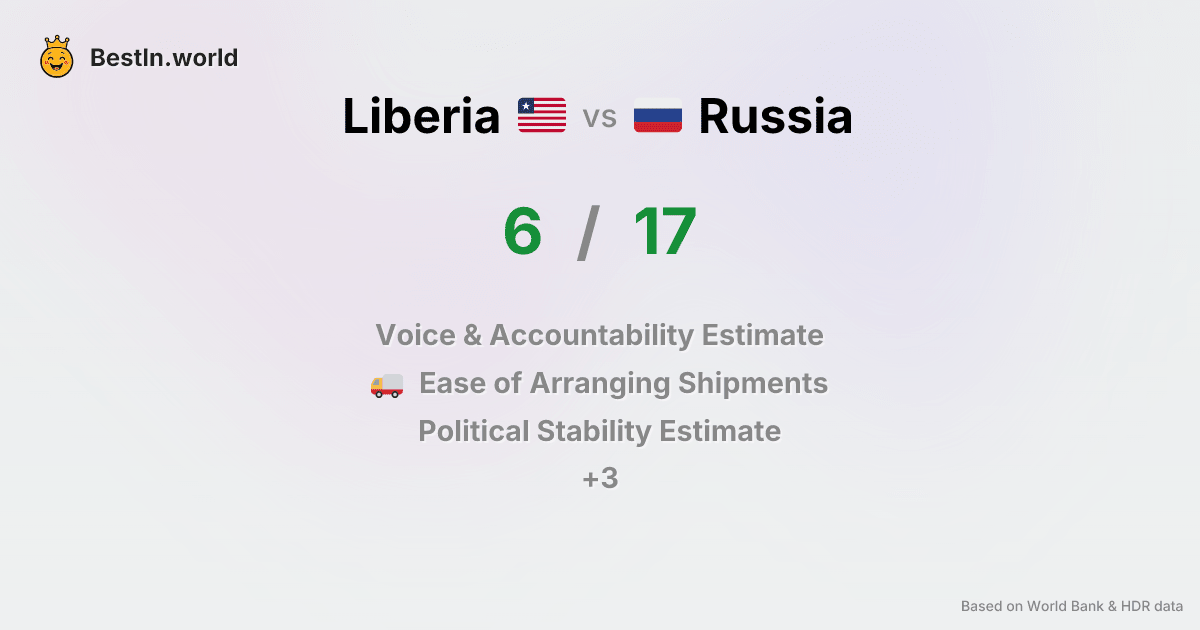 BestIn.world
Liberia vs Russia
6 / 17
Voice & Accountability Estimate
Ease of Arranging Shipments
Political Stability Estimate
+3
Based on World Bank & HDR data